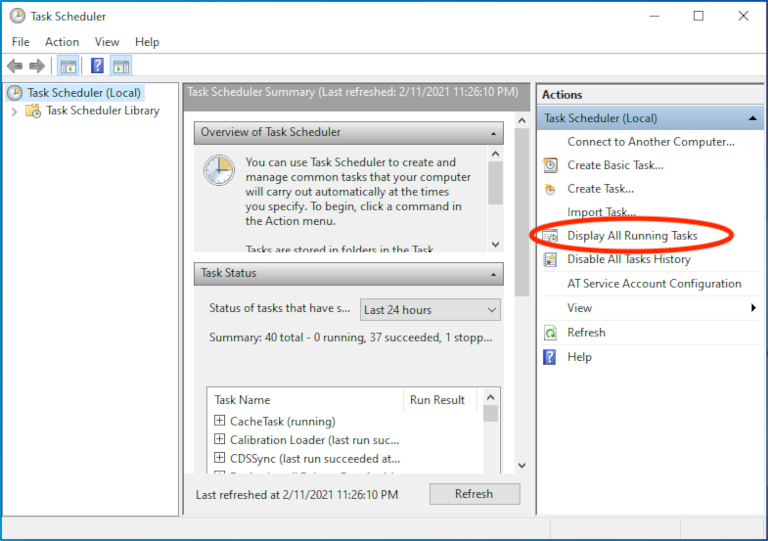 Task Scheduler
File Action View Help
Task Scheduler (Local)
Task Scheduler Library
Task Scheduler Summary (Last refreshed: 2/11/2021 11:26:10 PM)
Overview of Task Scheduler
You can use Task Scheduler to create and
manage common tasks that your computer
will carry out automatically at the times
you specify. To begin, click a command in
the Action menu.
Tasks are stored in folders in the Task
Task Status
Status of tasks that have s... Last 24 hours
Summary: 40 total - 0 running, 37 succeeded, 1 stopp...
Task Name Run Result
CacheTask (running)
Calibration Loader (last run suc...
CDSSync (last run succeeded at...
Last refreshed at 2/11/2021 11:26:10 PM Refresh
Actions
Task Scheduler (Local)
Connect to Another Computer...
Create Basic Task...
Create Task...
Import Task...
Display All Running Tasks
Disable All Tasks History
AT Service Account Configuration
View
Refresh
Help